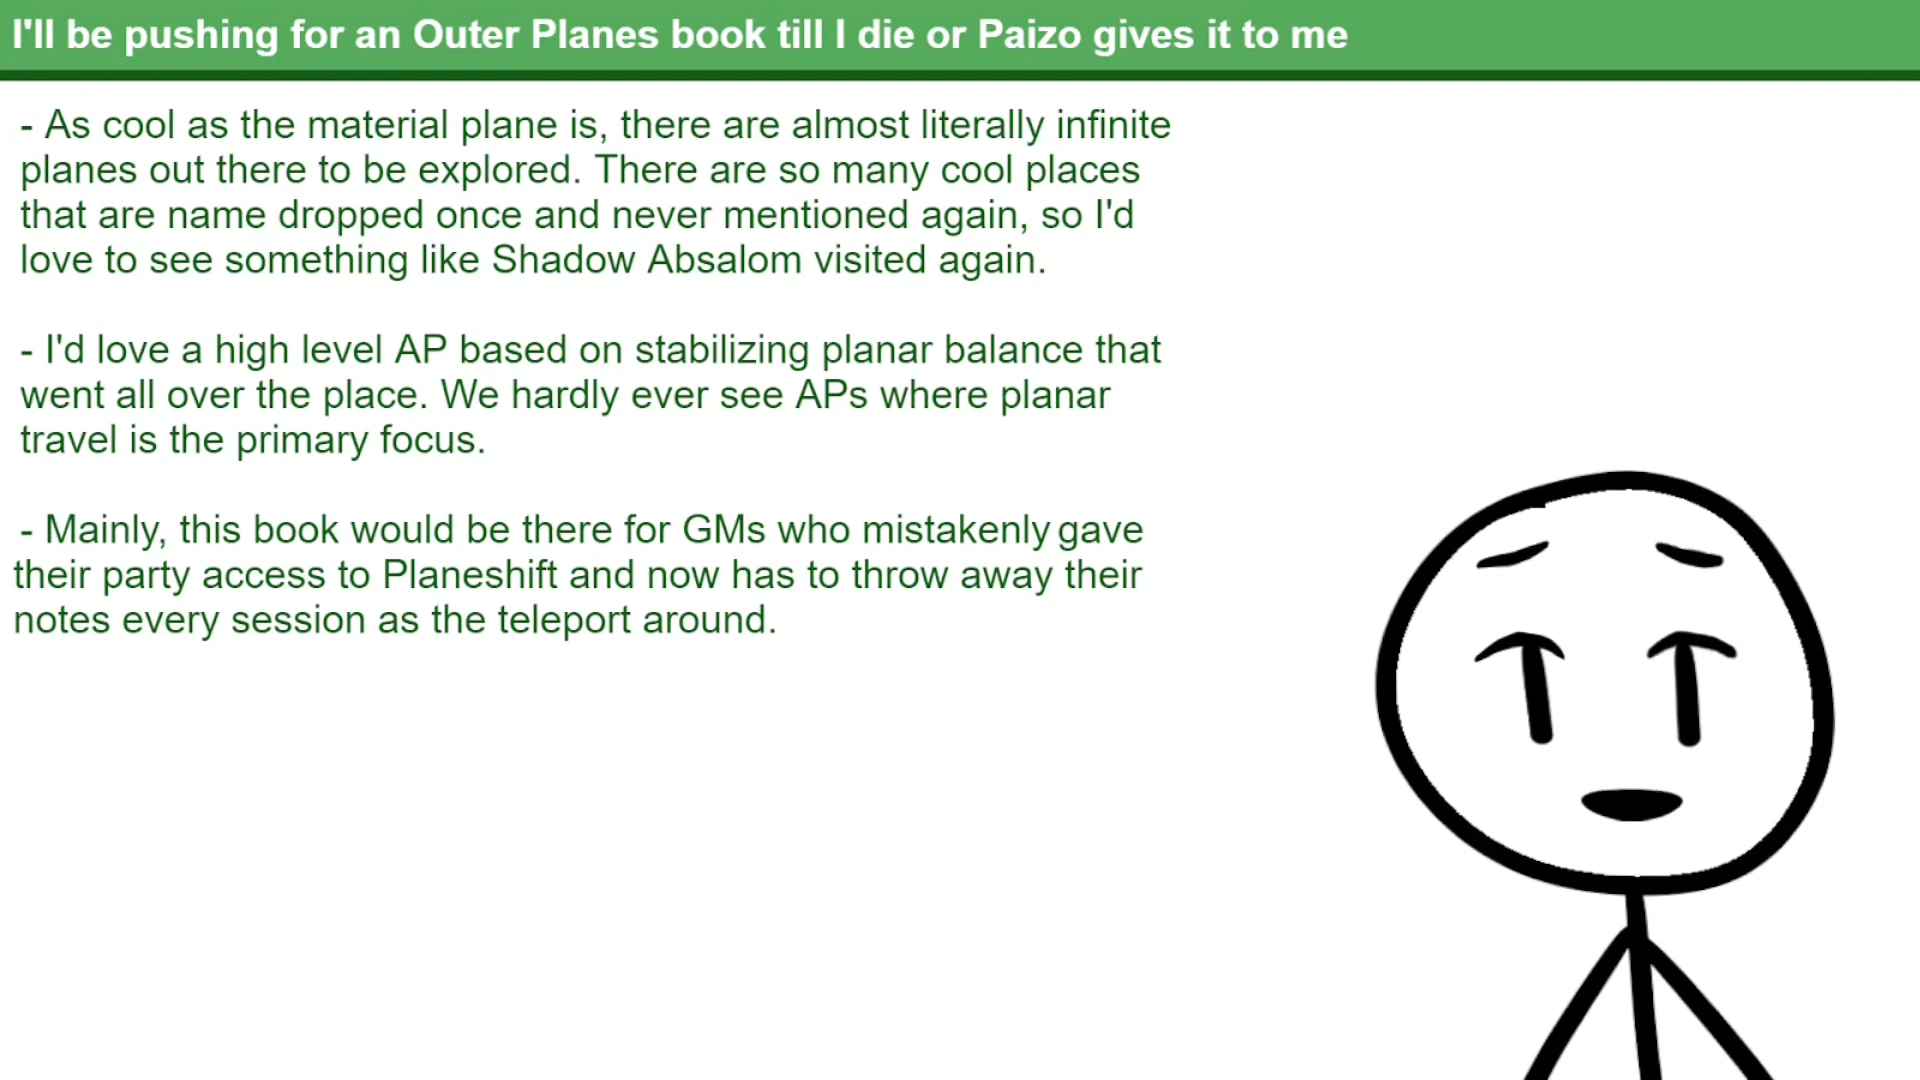 I'll be pushing for an Outer Planes book till I die or Paizo gives it to me
- As cool as the material plane is, there are almost literally infinite
planes out there to be explored. There are so many cool places
that are name dropped once and never mentioned again, so I'd
love to see something like Shadow Absalom visited again.
- I'd love a high level AP based on stabilizing planar balance that
went all over the place. We hardly ever see APs where planar
travel is the primary focus.
- Mainly, this book would be there for GMs who mistakenly gave
their party access to Planeshift and now has to throw away their
notes every session as the teleport around.